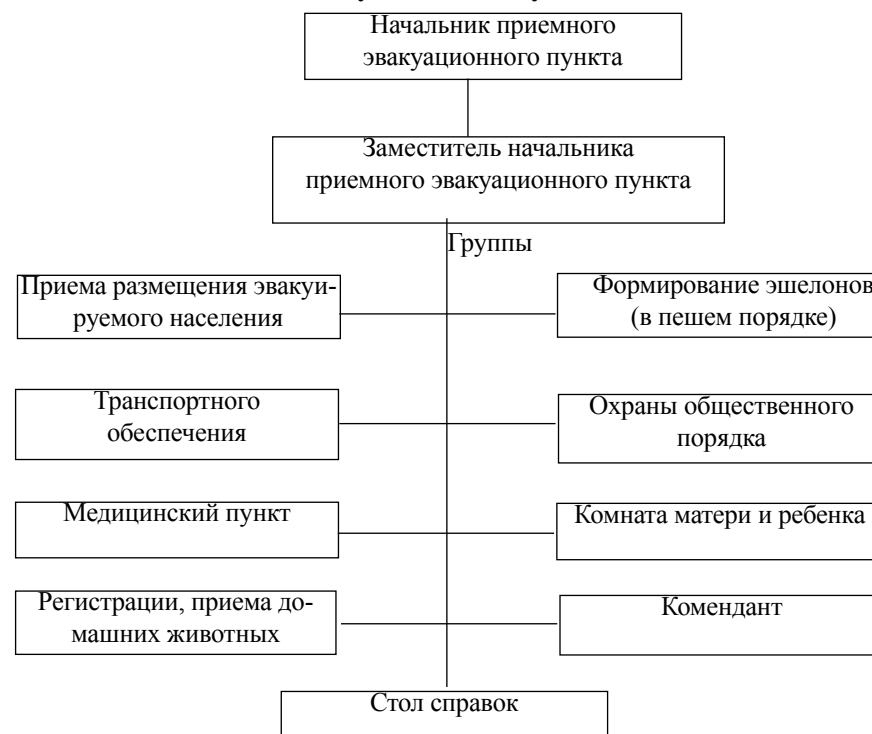 Начальник приемного
эвакуационного пункта
Заместитель начальника
приемного эвакуационного пункта
Группы
Приема размещения эвакуи-
руемого населения
Формирование эшелонов
(в пешем порядке)
Транспортного
обеспечения
Охраны общественного
порядка
Медицинский пункт
Комната матери и ребенка
Регистрации, приема до-
машних животных
Комендант
Стол справок